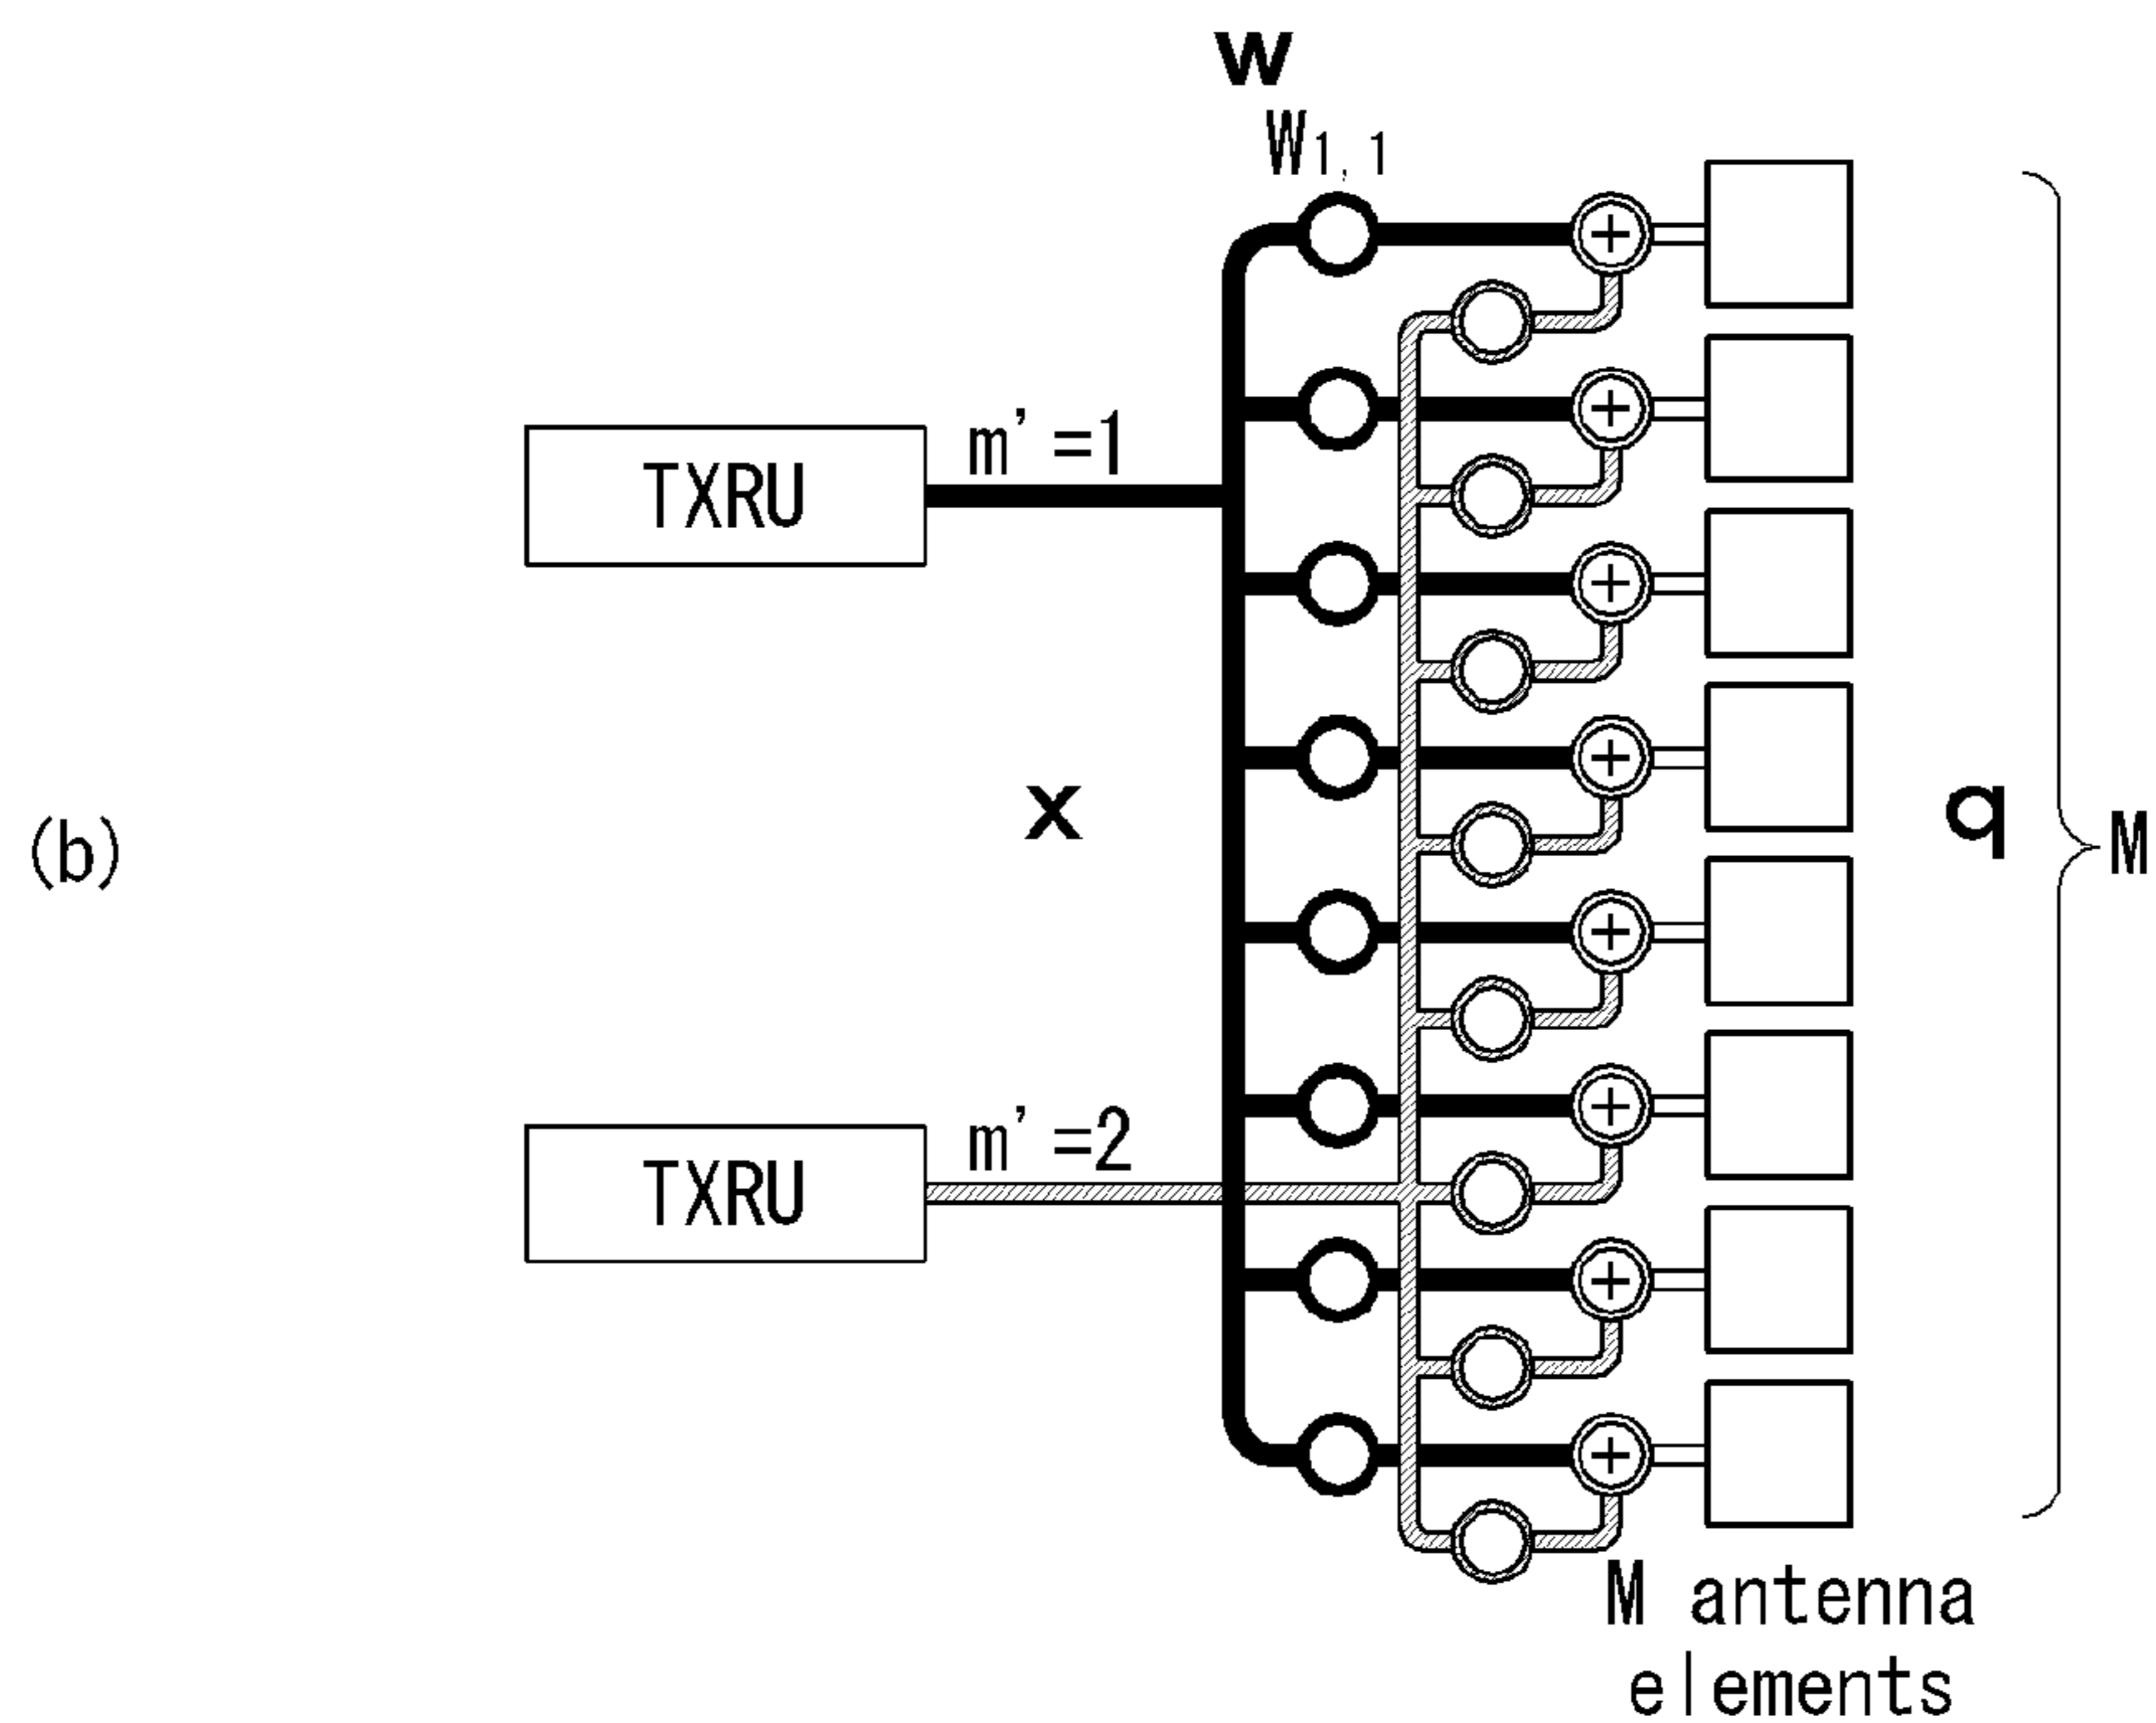 w
W1,1
TXRU
m'=1
x
q
M
(b)
TXRU
m'=2
+
+
+
+
+
+
+
+
M antenna
elements